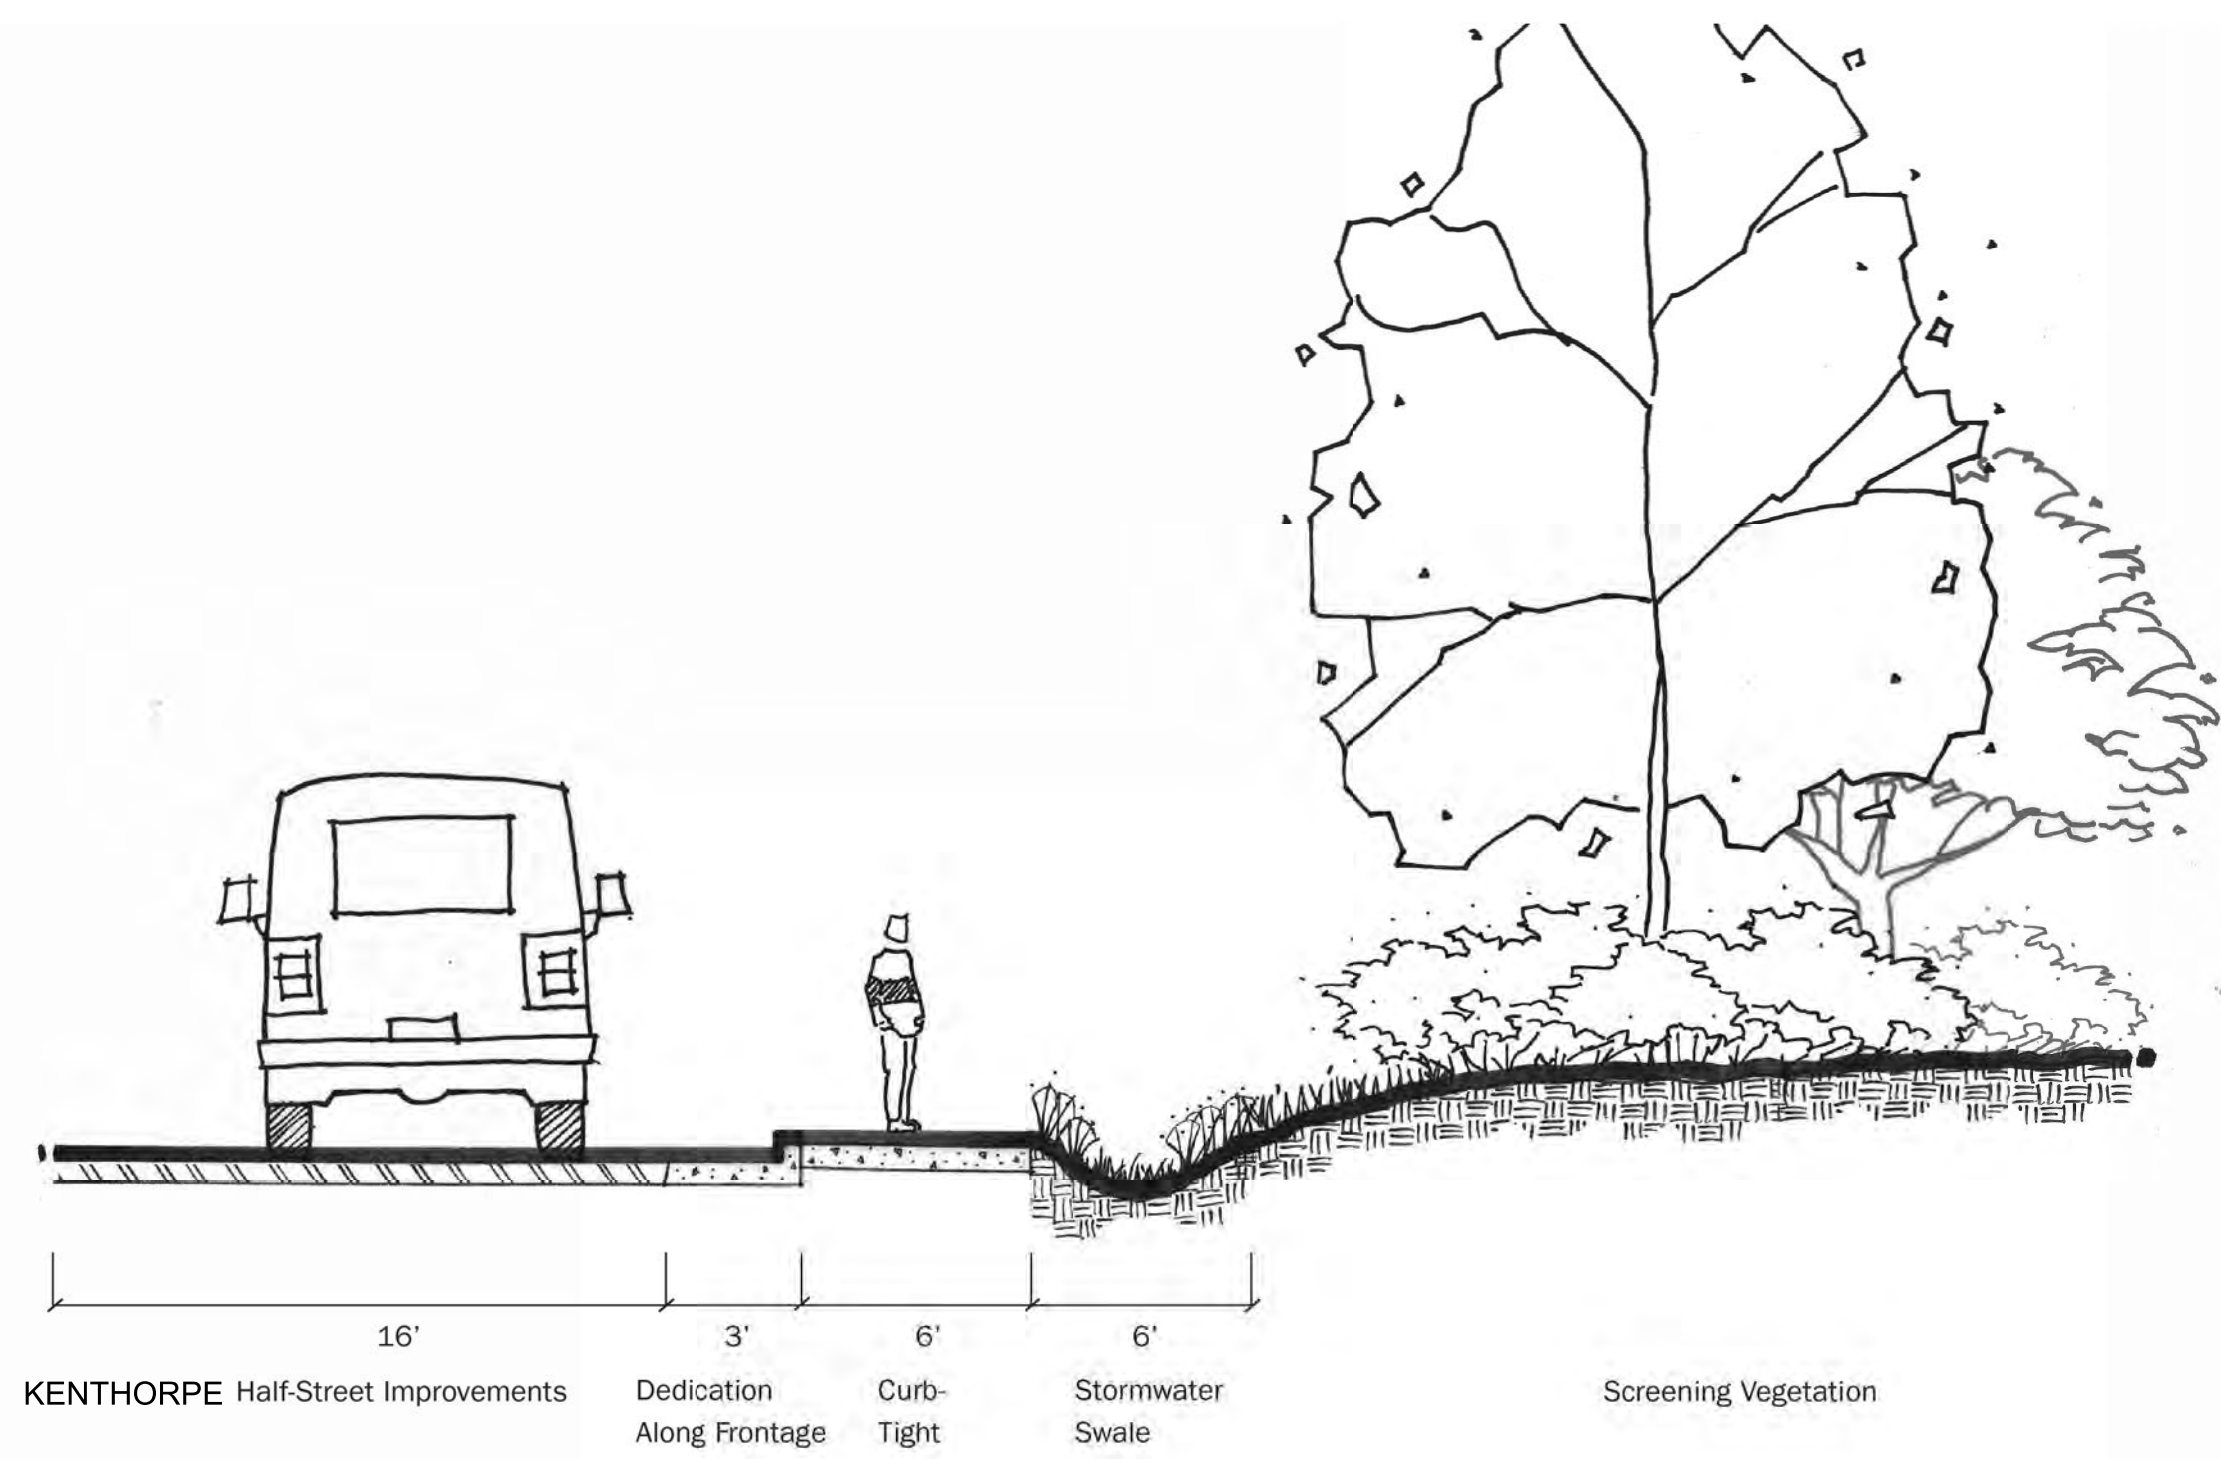 16' 3' 6' 6'
KENTHORPE Half-Street Improvements
Dedication
Along Frontage
Curb-
Tight
Stormwater
Swale
Screening Vegetation